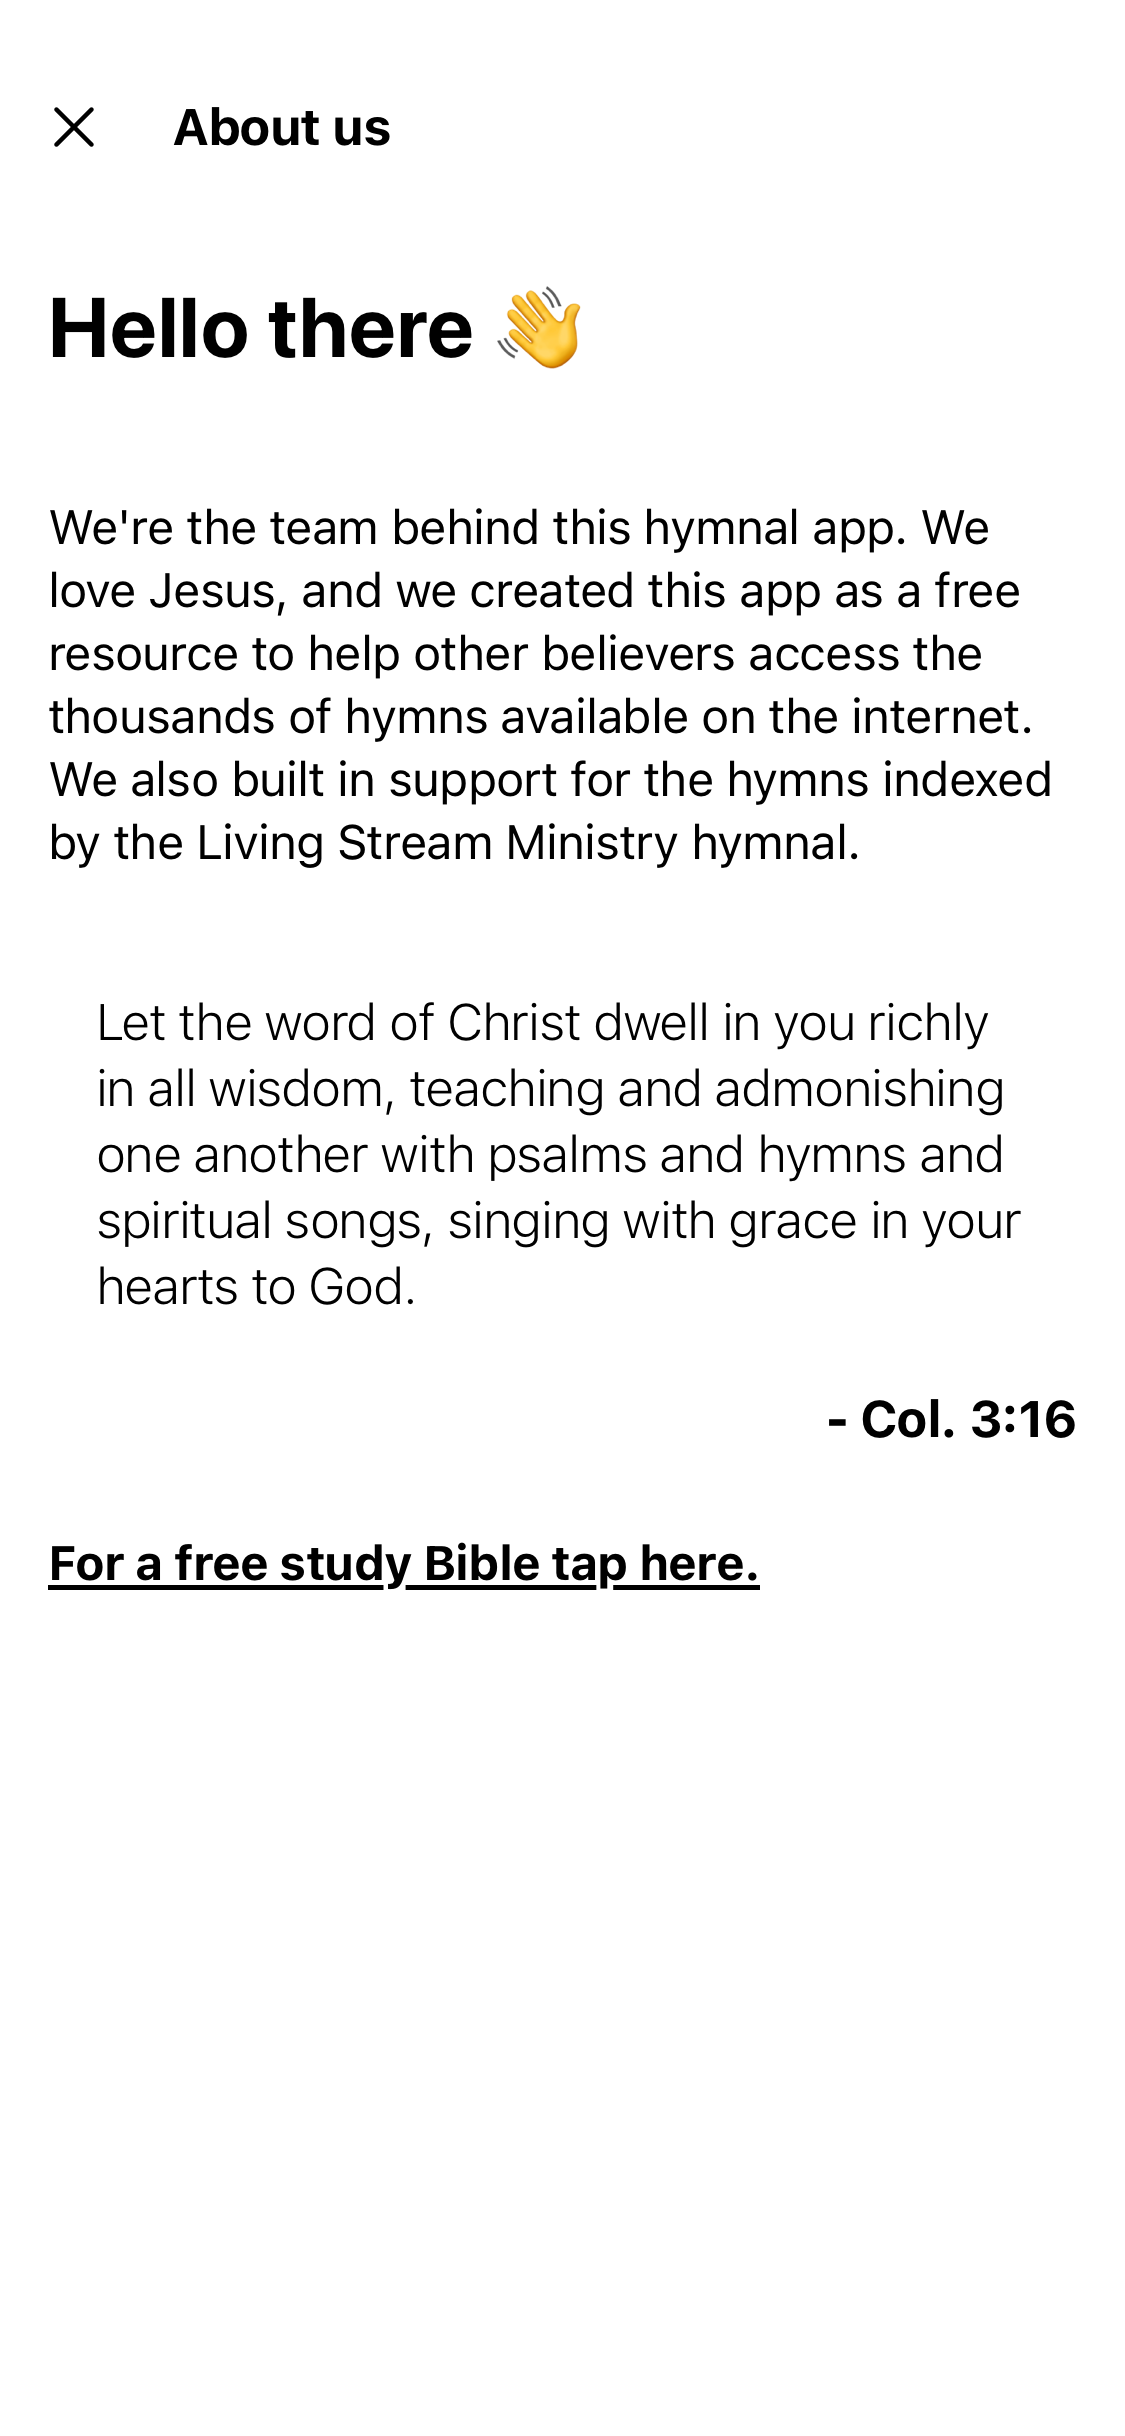 About us
Hello there 👋
We're the team behind this hymnal app. We
love Jesus, and we created this app as a free
resource to help other believers access the
thousands of hymns available on the internet.
We also built in support for the hymns indexed
by the Living Stream Ministry hymnal.
Let the word of Christ dwell in you richly
in all wisdom, teaching and admonishing
one another with psalms and hymns and
spiritual songs, singing with grace in your
hearts to God.
- Col. 3:16
For a free study Bible tap here.